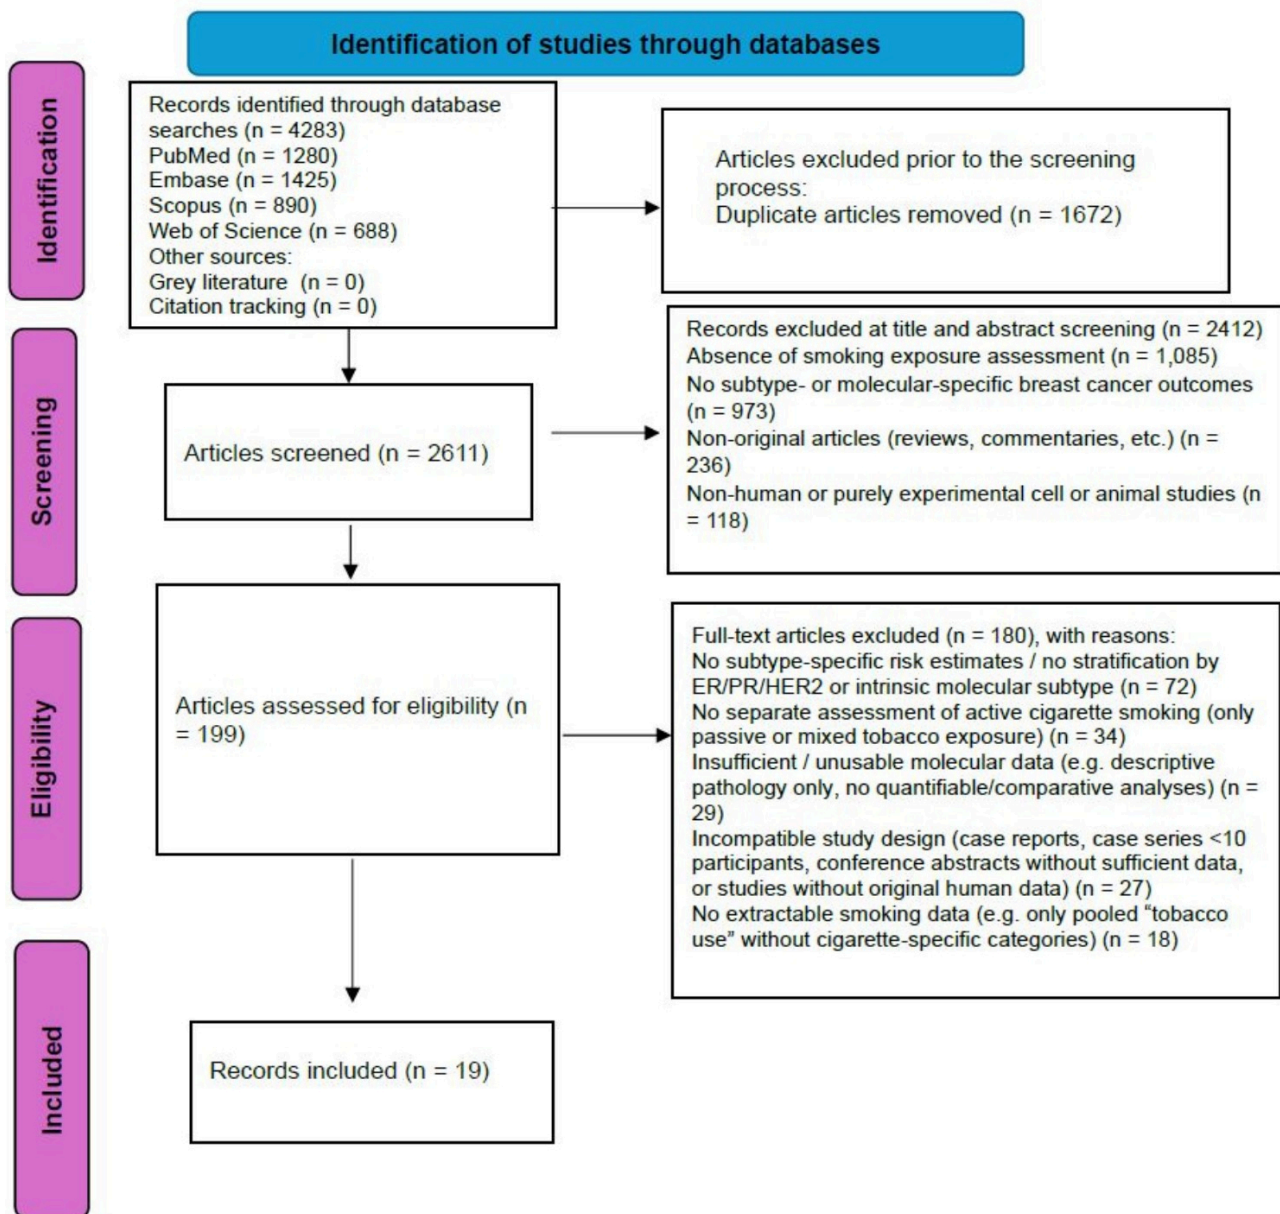 Identification of studies through databases
Identification
Records identified through database
searches (n = 4283)
PubMed (n = 1280)
Embase (n = 1425)
Scopus (n = 890)
Web of Science (n = 688)
Other sources:
Grey literature (n = 0)
Citation tracking (n = 0)
Articles excluded prior to the screening
process:
Duplicate articles removed (n = 1672)
Screening
Articles screened (n = 2611)
Records excluded at title and abstract screening (n = 2412)
Absence of smoking exposure assessment (n = 1,085)
No subtype- or molecular-specific breast cancer outcomes
(n = 973)
Non-original articles (reviews, commentaries, etc.) (n =
236)
Non-human or purely experimental cell or animal studies (n
= 118)
Eligibility
Articles assessed for eligibility (n
= 199)
Full-text articles excluded (n = 180), with reasons:
No subtype-specific risk estimates / no stratification by
ER/PR/HER2 or intrinsic molecular subtype (n = 72)
No separate assessment of active cigarette smoking (only
passive or mixed tobacco exposure) (n = 34)
Insufficient / unusable molecular data (e.g. descriptive
pathology only, no quantifiable/comparative analyses) (n =
29)
Incompatible study design (case reports, case series <10
participants, conference abstracts without sufficient data,
or studies without original human data) (n = 27)
No extractable smoking data (e.g. only pooled “tobacco
use” without cigarette-specific categories) (n = 18)
Included
Records included (n = 19)